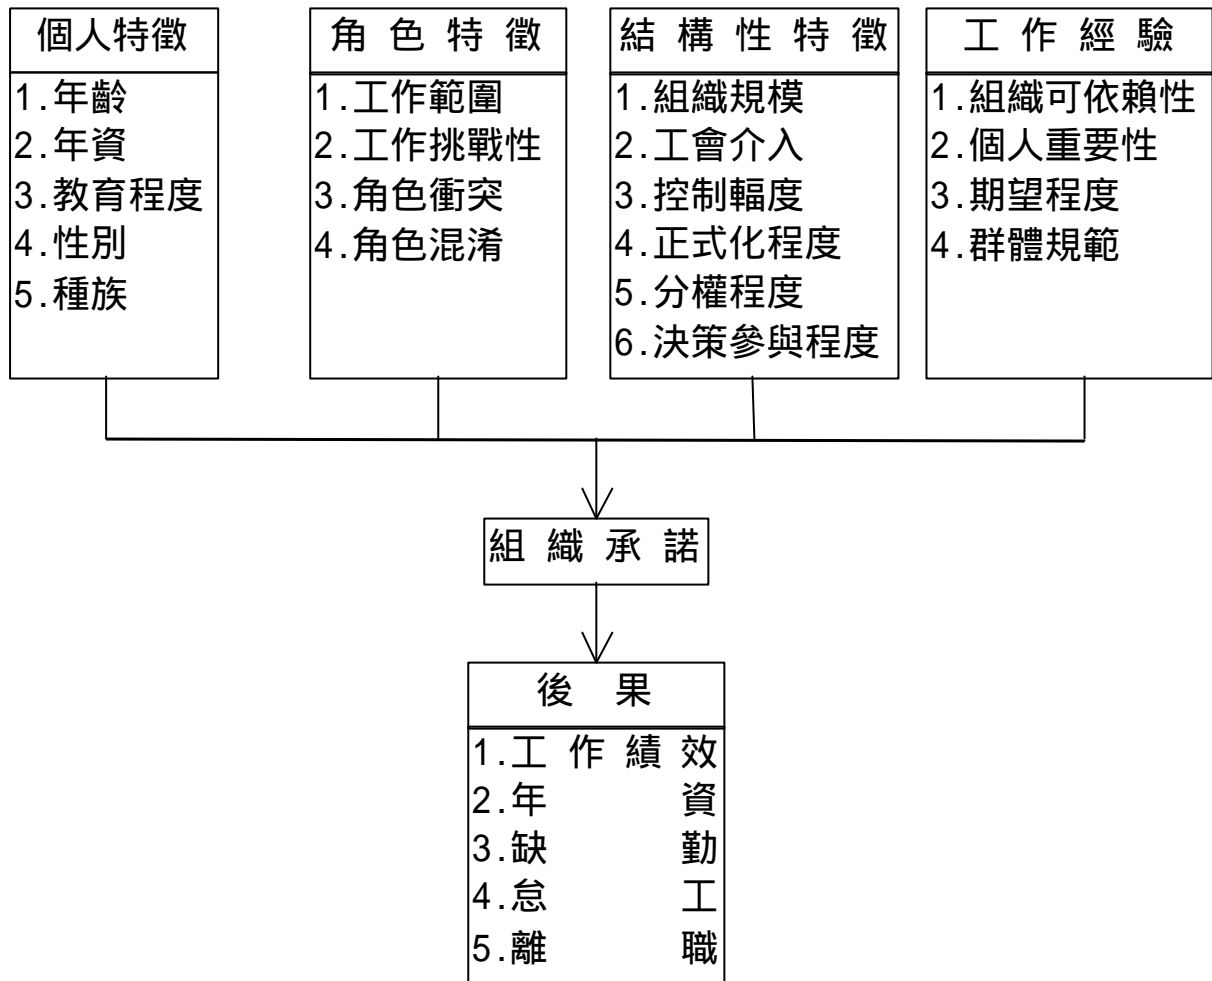 個人特徵
1.年齡
2.年資
3.教育程度
4.性別
5.種族
角色特徵
1.工作範圍
2.工作挑戰性
3.角色衝突
4.角色混淆
結構性特徵
1.組織規模
2.工會介入
3.控制輻度
4.正式化程度
5.分權程度
6.決策參與程度
工作經驗
1.組織可依賴性
2.個人重要性
3.期望程度
4.群體規範
組織承諾
後果
1.工作績效
2.年資
3.缺勤
4.怠工
5.離職